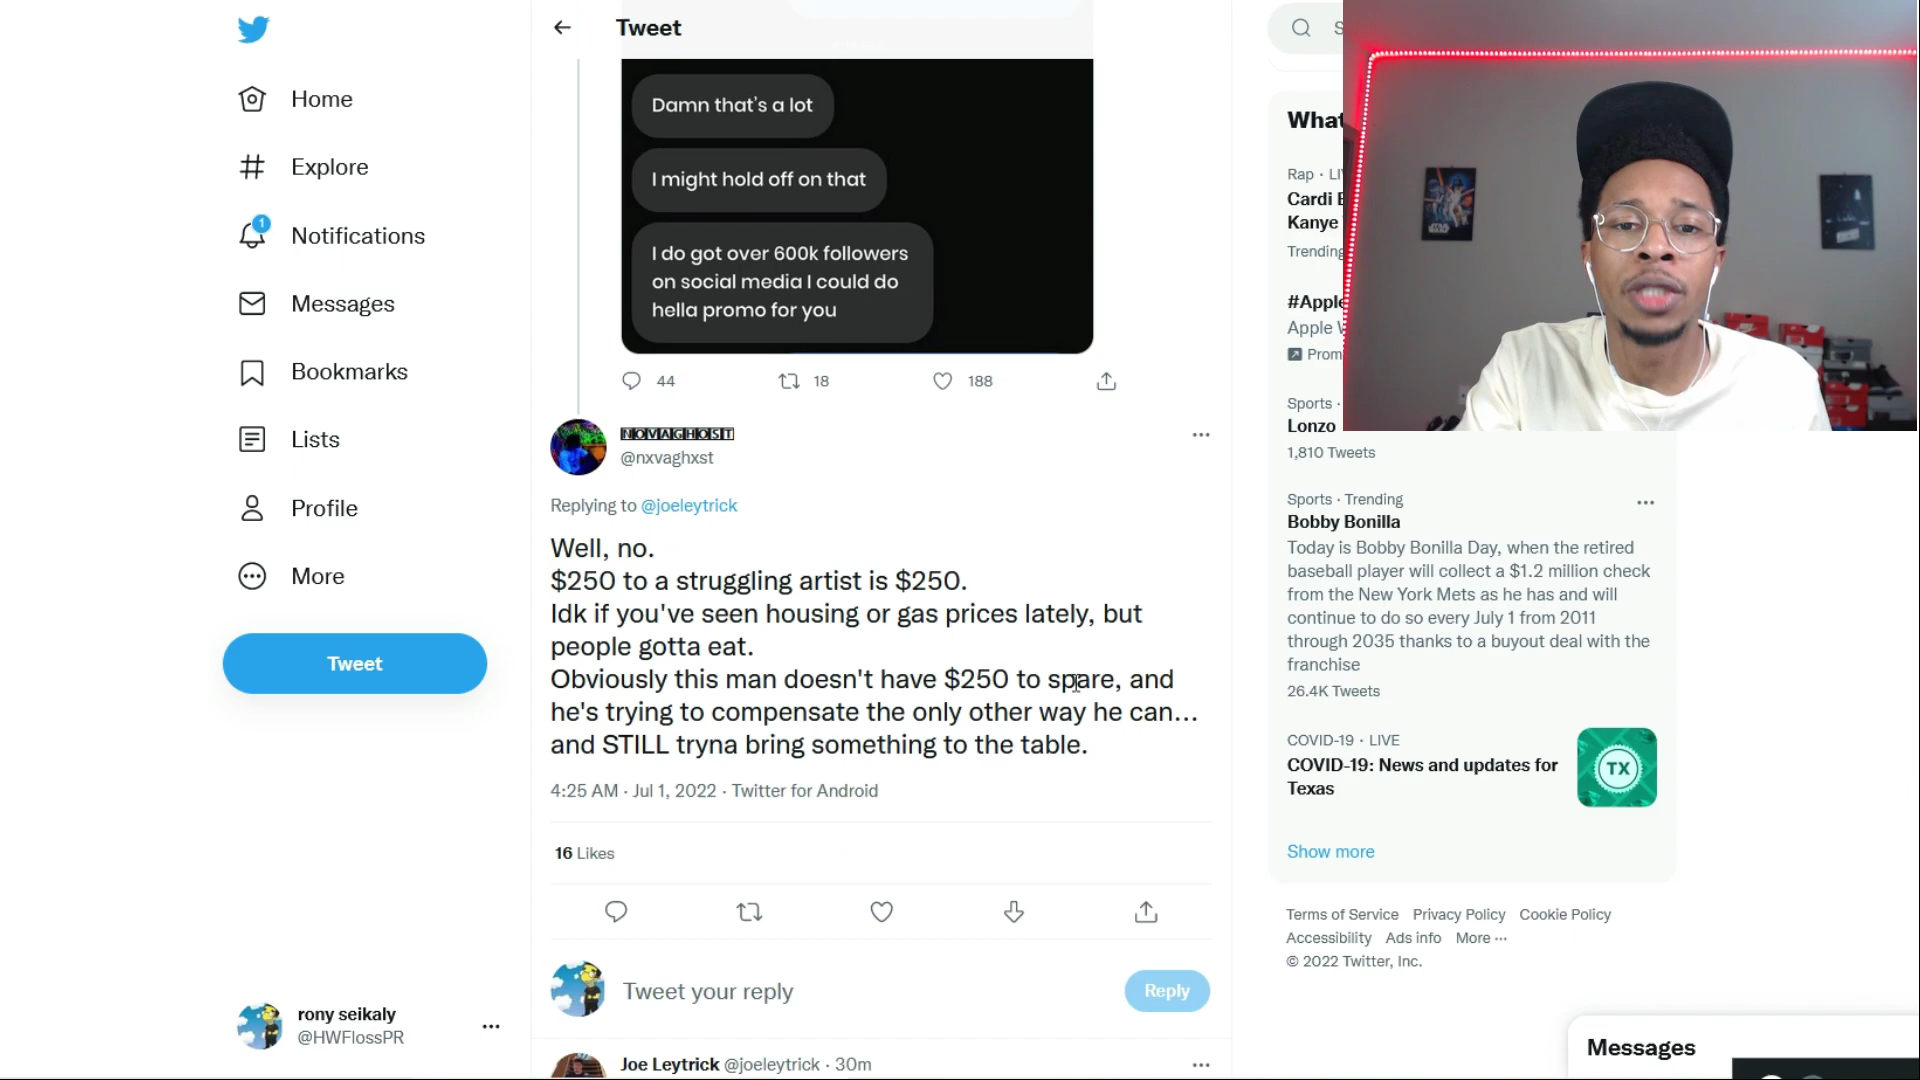 Home
Explore
1
Notifications
Messages
Bookmarks
Lists
Profile
More
Tweet
rony seikaly
@HWFlossPR
Tweet
Damn that's a lot
I might hold off on that
I do got over 600k followers
on social media I could do
hella promo for you
44
18
188
NOVAGHOST
@nxvaghxst
Replying to @joeleytrick
Well, no.
$250 to a struggling artist is $250.
Idk if you've seen housing or gas prices lately, but
people gotta eat.
Obviously this man doesn't have $250 to spare, and
he's trying to compensate the only other way he can...
and STILL tryna bring something to the table.
4:25 AM · Jul 1, 2022 · Twitter for Android
16 Likes
Tweet your reply
Reply
Joe Leytrick @joeleytrick · 30m
S
What
Rap · LI
Cardi
Kanye
Trending
#Apple
Apple
Prom
Sports ·
Lonzo
1,810 Tweets
Sports · Trending
Bobby Bonilla
Today is Bobby Bonilla Day, when the retired
baseball player will collect a $1.2 million check
from the New York Mets as he has and will
continue to do so every July 1 from 2011
through 2035 thanks to a buyout deal with the
franchise
26.4K Tweets
COVID-19 · LIVE
COVID-19: News and updates for
Texas
TX
Show more
Terms of Service Privacy Policy Cookie Policy
Accessibility Ads info More ···
© 2022 Twitter, Inc.
Messages
STAR
WARS